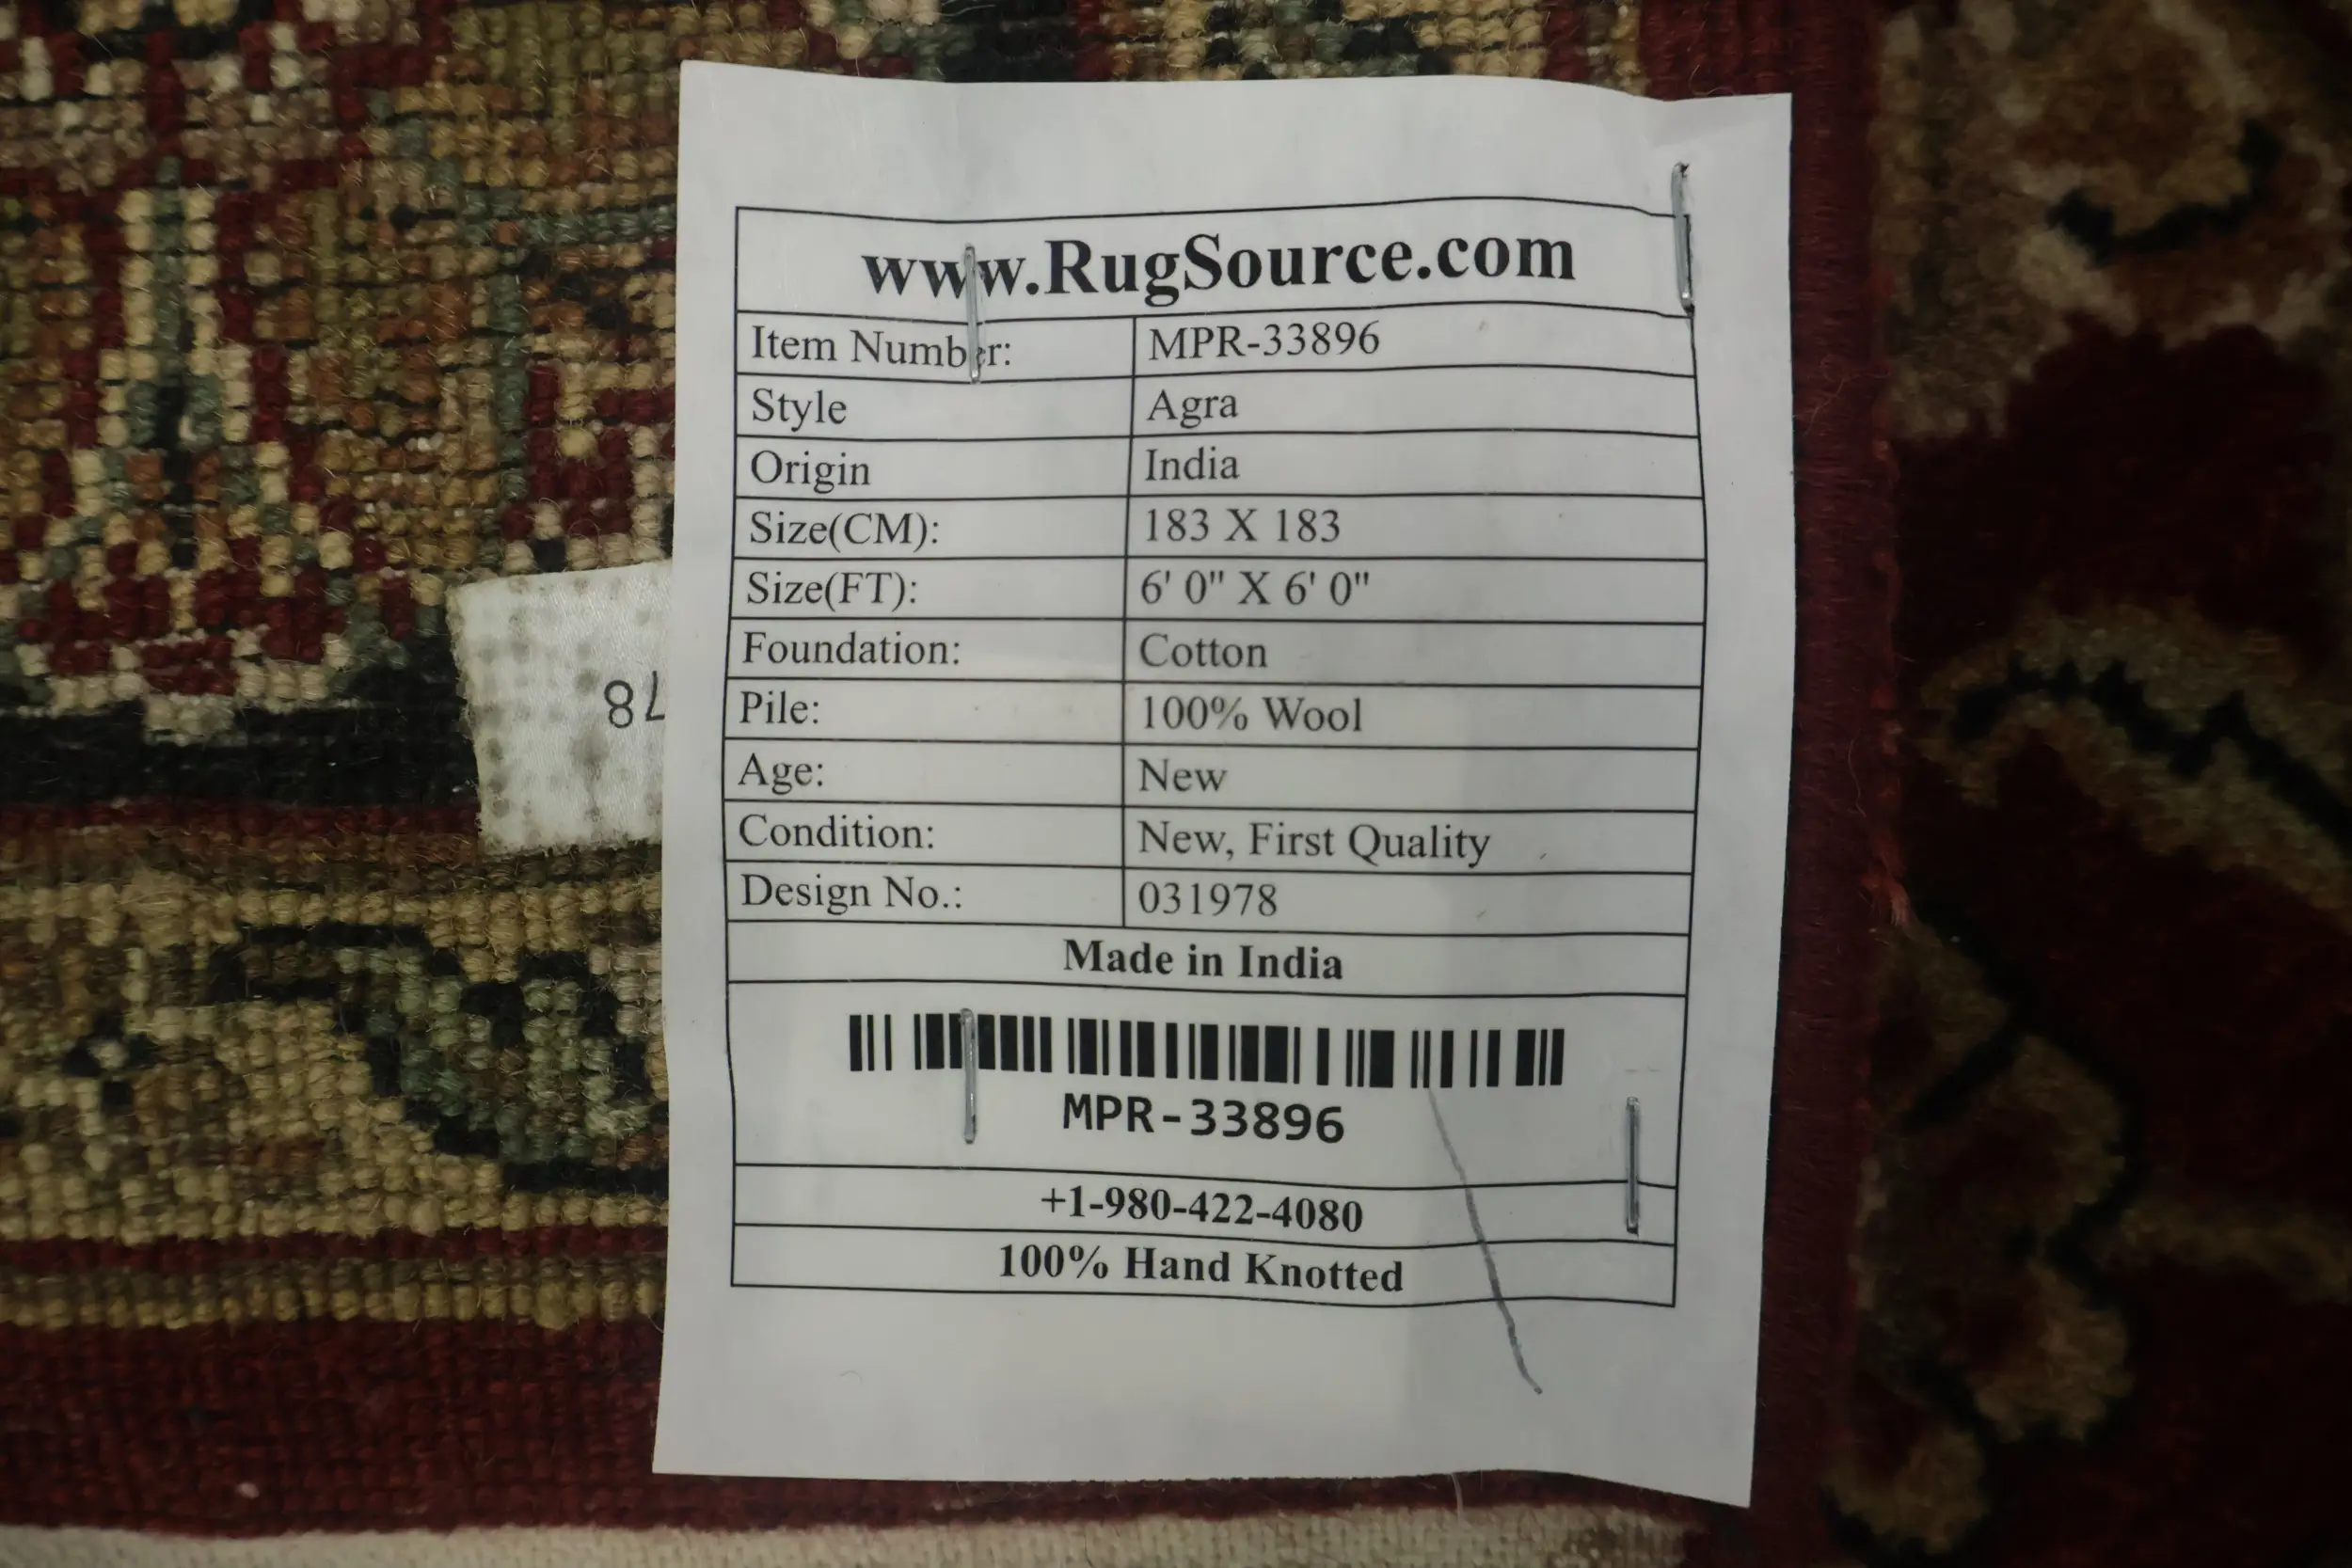 www.RugSource.com
Item Number: MPR-33896
Style Agra
Origin India
Size(CM): 183 X 183
Size(FT): 6' 0" X 6' 0"
Foundation: Cotton
Pile: 100% Wool
Age: New
Condition: New, First Quality
Design No.: 031978
Made in India
MPR-33896
+1-980-422-4080
100% Hand Knotted
78